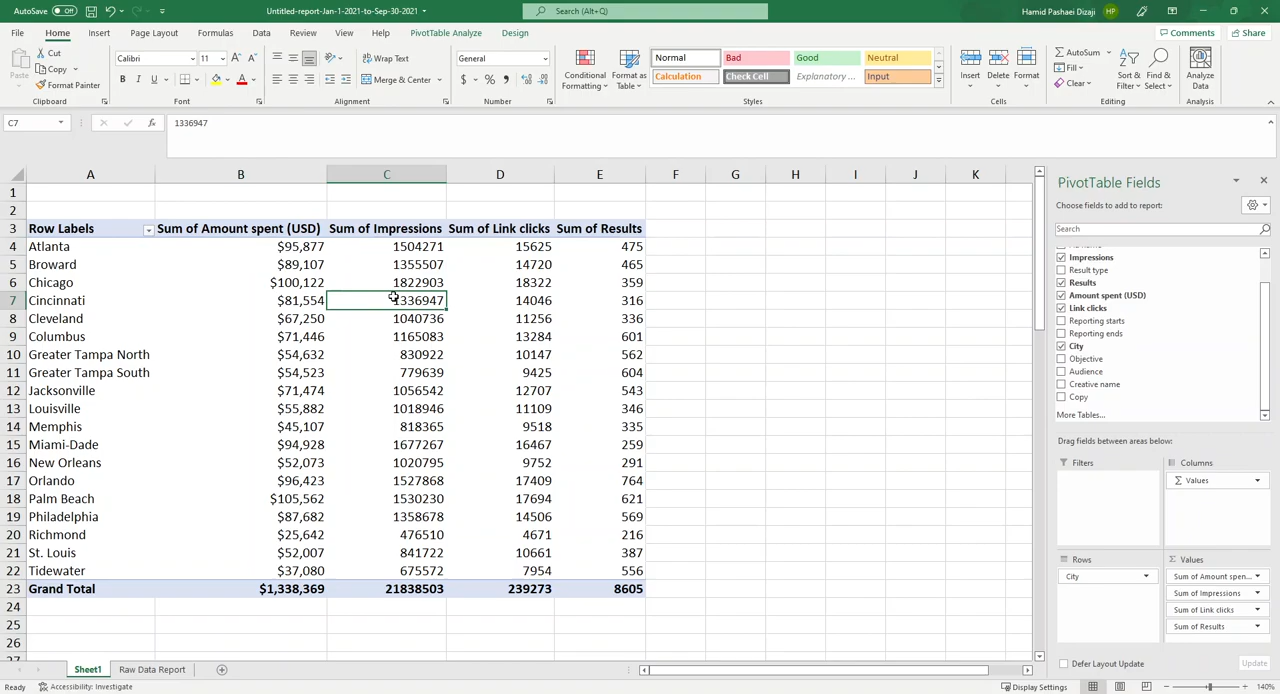 AutoSave Off Untitled-report-Jan-1-2021-to-Sep-30-2021 Search (Alt+Q) Hamid Pashaei Dizaji HP
File Home Insert Page Layout Formulas Data Review View Help PivotTable Analyze Design Comments Share
Paste Cut Copy Format Painter
Calibri 11 B I U A
Wrap Text Merge & Center
General $ % ,
Conditional Formatting Format as Table
Normal Bad Good Neutral
Calculation Check Cell Explanatory ... Input
Insert Delete Format
AutoSum Fill Clear Sort & Filter Find & Select Analyze Data
Clipboard Font Alignment Number Styles Cells Editing Analysis
C7 fx 1336947
A B C D E F G H I J K
1
2
3 Row Labels Sum of Amount spent (USD) Sum of Impressions Sum of Link clicks Sum of Results
4 Atlanta $95,877 1504271 15625 475
5 Broward $89,107 1355507 14720 465
6 Chicago $100,122 1822903 18322 359
7 Cincinnati $81,554 1336947 14046 316
8 Cleveland $67,250 1040736 11256 336
9 Columbus $71,446 1165083 13284 601
10 Greater Tampa North $54,632 830922 10147 562
11 Greater Tampa South $54,523 779639 9425 604
12 Jacksonville $71,474 1056542 12707 543
13 Louisville $55,882 1018946 11109 346
14 Memphis $45,107 818365 9518 335
15 Miami-Dade $94,928 1677267 16467 259
16 New Orleans $52,073 1020795 9752 291
17 Orlando $96,423 1527868 17409 764
18 Palm Beach $105,562 1530230 17694 621
19 Philadelphia $87,682 1358678 14506 569
20 Richmond $25,642 476510 4671 216
21 St. Louis $52,007 841722 10661 387
22 Tidewater $37,080 675572 7954 556
23 Grand Total $1,338,369 21838503 239273 8605
24
25
26
PivotTable Fields
Choose fields to add to report:
Search
Impressions
Result type
Results
Amount spent (USD)
Link clicks
Reporting starts
Reporting ends
City
Objective
Audience
Creative name
Copy
More Tables...
Drag fields between areas below:
Filters Columns
Σ Values
Rows Σ Values
City Sum of Amount spen...
Sum of Impressions
Sum of Link clicks
Sum of Results
Defer Layout Update Update
Sheet1 Raw Data Report
Ready Accessibility: Investigate Display Settings 140%